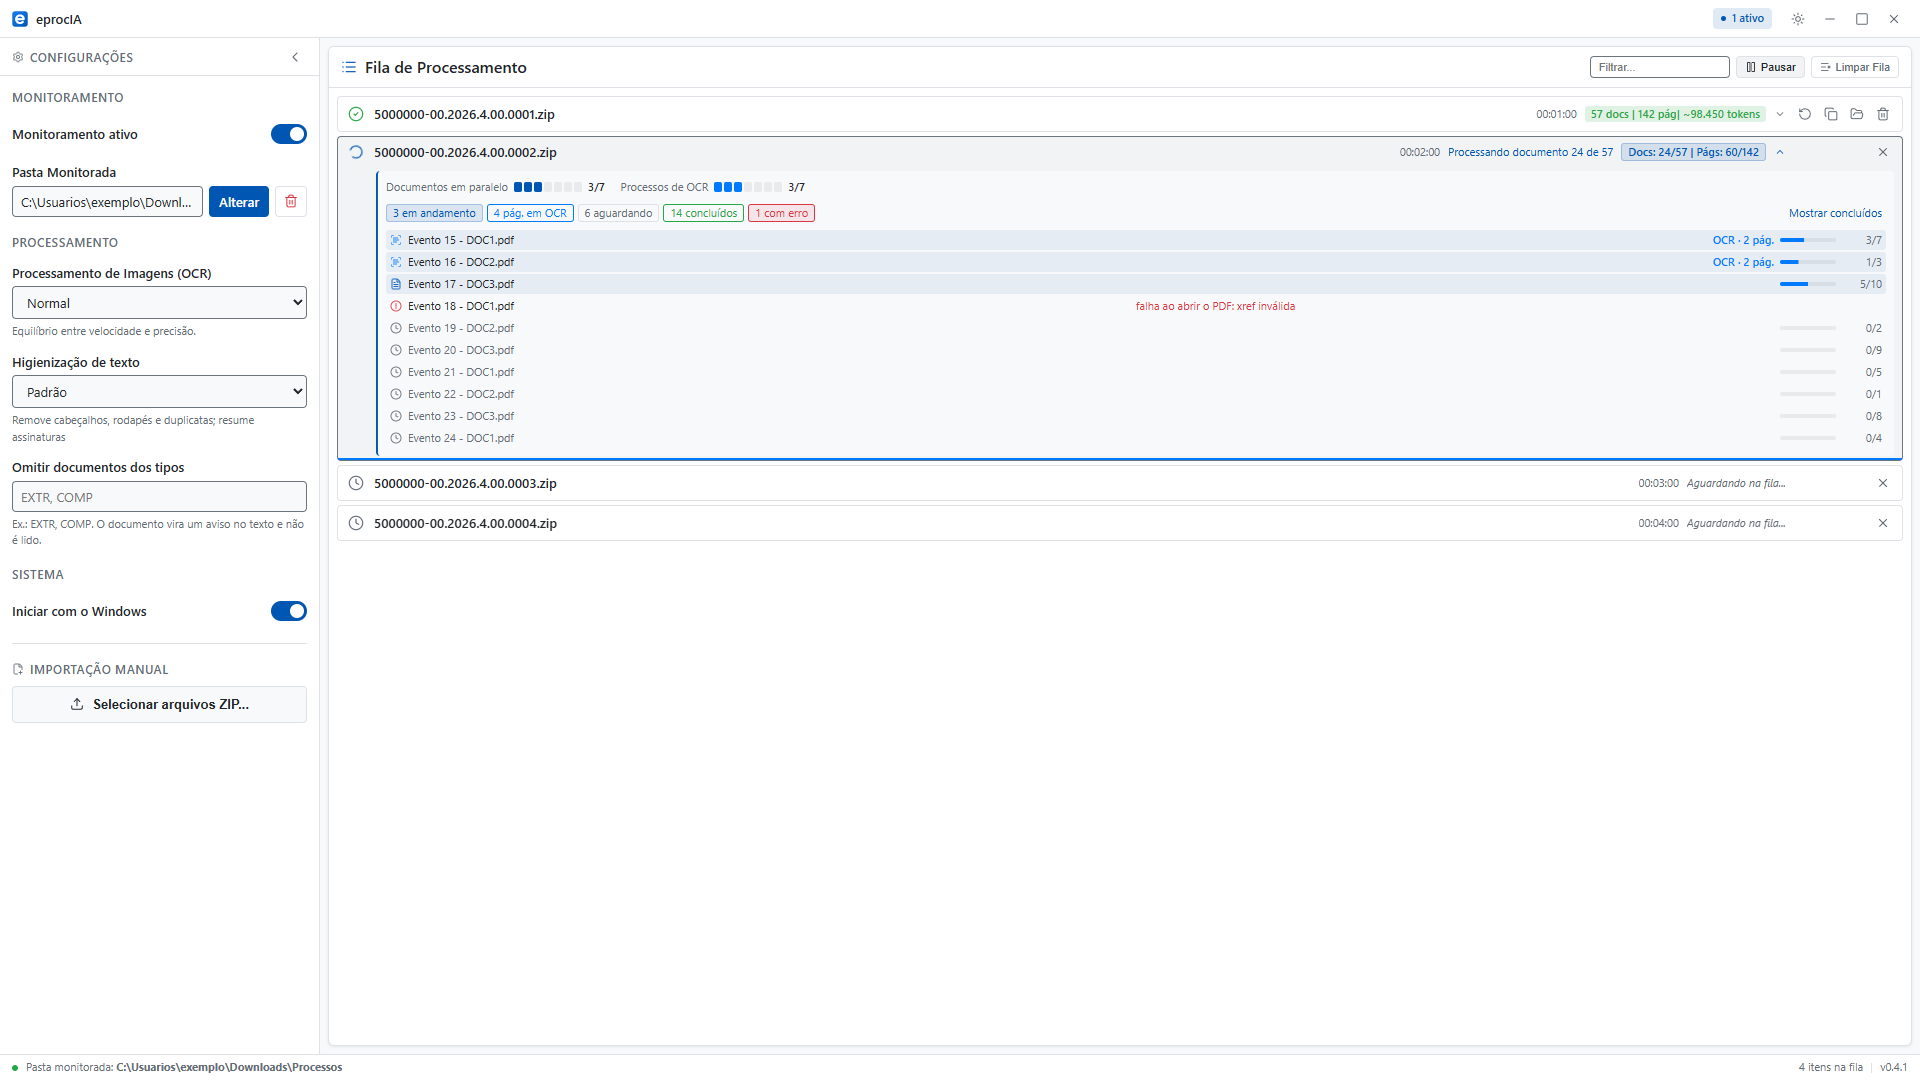 eprocIA
1 ativo
CONFIGURAÇÕES
MONITORAMENTO
Monitoramento ativo
Pasta Monitorada
C:\Usuarios\exemplo\Downl...
Alterar
PROCESSAMENTO
Processamento de Imagens (OCR)
Normal
Equilíbrio entre velocidade e precisão.
Higienização de texto
Padrão
Remove cabeçalhos, rodapés e duplicatas; resume
assinaturas
Omitir documentos dos tipos
EXTR, COMP
Ex.: EXTR, COMP. O documento vira um aviso no texto e não
é lido.
SISTEMA
Iniciar com o Windows
IMPORTAÇÃO MANUAL
Selecionar arquivos ZIP...
Fila de Processamento
Filtrar...
Pausar
Limpar Fila
5000000-00.2026.4.00.0001.zip 00:01:00 57 docs | 142 pág| ~98.450 tokens
5000000-00.2026.4.00.0002.zip 00:02:00 Processando documento 24 de 57 Docs: 24/57 | Págs: 60/142
Documentos em paralelo 3/7 Processos de OCR 3/7
3 em andamento 4 pág. em OCR 6 aguardando 14 concluídos 1 com erro Mostrar concluídos
Evento 15 - DOC1.pdf OCR · 2 pág. 3/7
Evento 16 - DOC2.pdf OCR · 2 pág. 1/3
Evento 17 - DOC3.pdf 5/10
Evento 18 - DOC1.pdf falha ao abrir o PDF: xref inválida
Evento 19 - DOC2.pdf 0/2
Evento 20 - DOC3.pdf 0/9
Evento 21 - DOC1.pdf 0/5
Evento 22 - DOC2.pdf 0/1
Evento 23 - DOC3.pdf 0/8
Evento 24 - DOC1.pdf 0/4
5000000-00.2026.4.00.0003.zip 00:03:00 Aguardando na fila...
5000000-00.2026.4.00.0004.zip 00:04:00 Aguardando na fila...
Pasta monitorada: C:\Usuarios\exemplo\Downloads\Processos
4 itens na fila v0.4.1